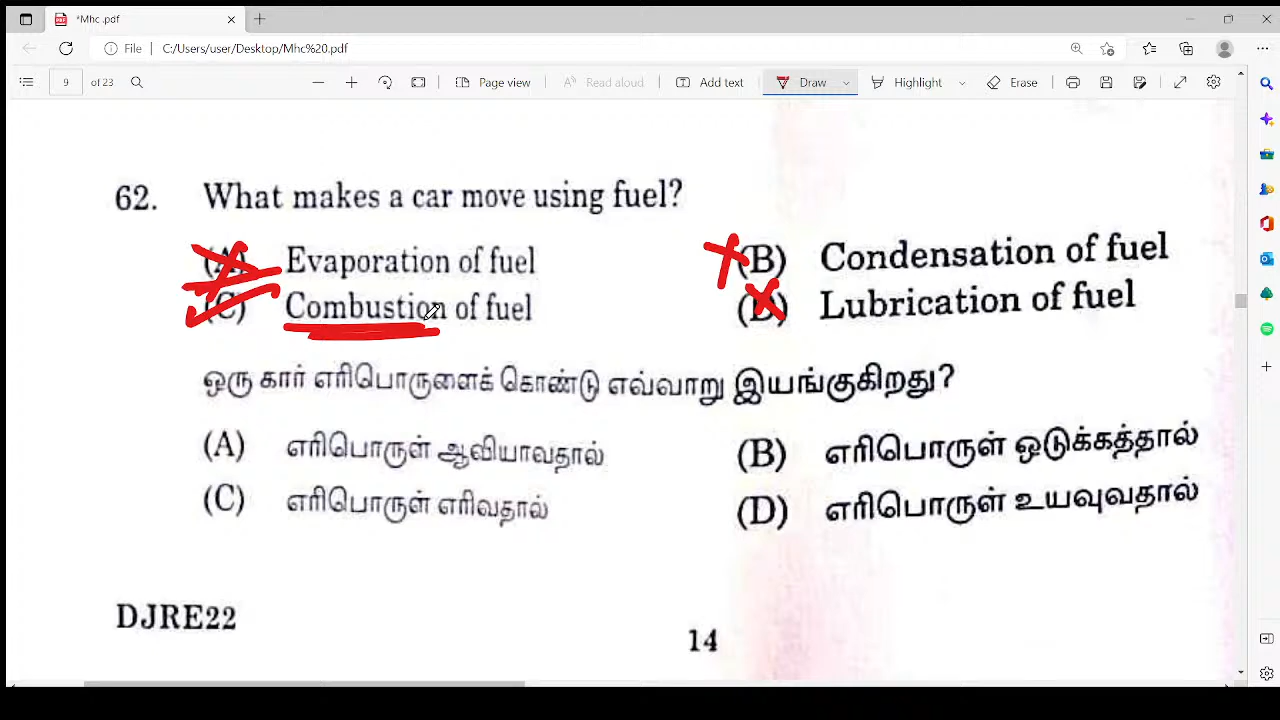 *Mhc .pdf
File
C:/Users/user/Desktop/Mhc%20.pdf
9 of 23
Page view
Read aloud
Add text
Draw
Highlight
Erase
62. What makes a car move using fuel?
(A) Evaporation of fuel (B) Condensation of fuel
(C) Combustion of fuel (D) Lubrication of fuel
ஒரு கார் எரிபொருளைக் கொண்டு எவ்வாறு இயங்குகிறது?
(A) எரிபொருள் ஆவியாவதால் (B) எரிபொருள் ஒடுக்கத்தால்
(C) எரிபொருள் எரிவதால் (D) எரிபொருள் உயவுவதால்
DJRE22
14